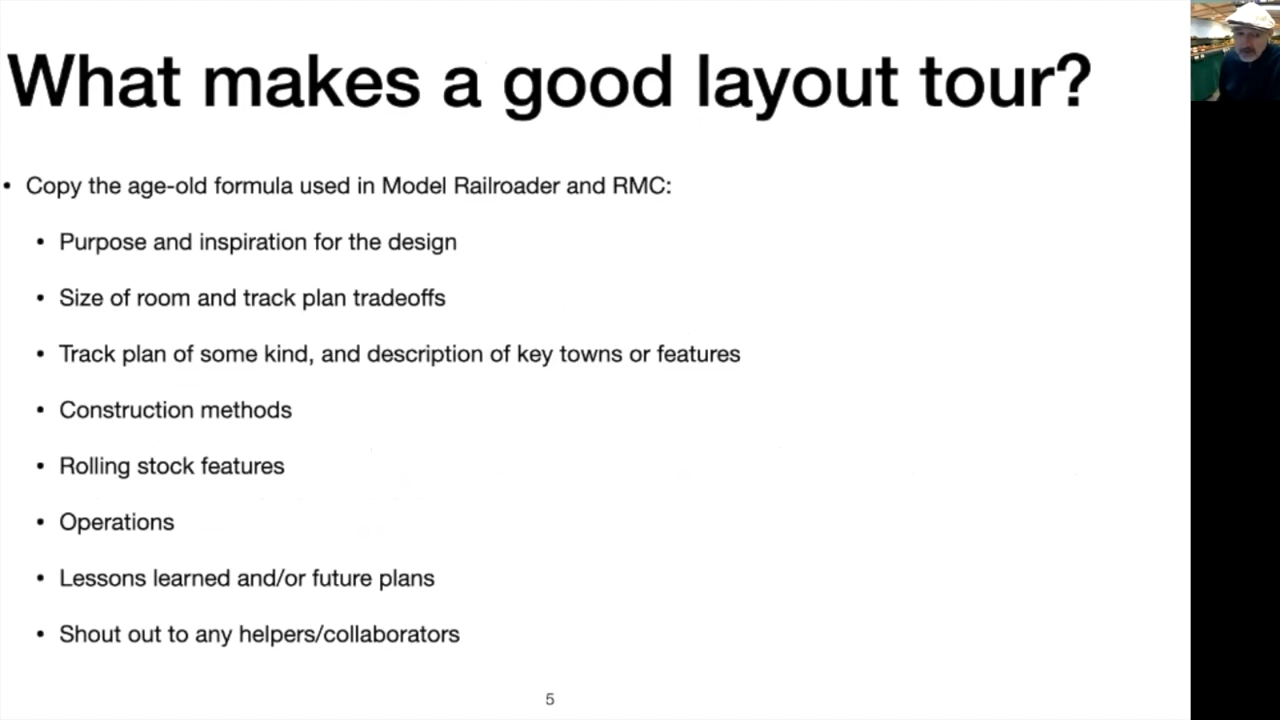 What makes a good layout tour?
• Copy the age-old formula used in Model Railroader and RMC:
• Purpose and inspiration for the design
• Size of room and track plan tradeoffs
• Track plan of some kind, and description of key towns or features
• Construction methods
• Rolling stock features
• Operations
• Lessons learned and/or future plans
• Shout out to any helpers/collaborators
5